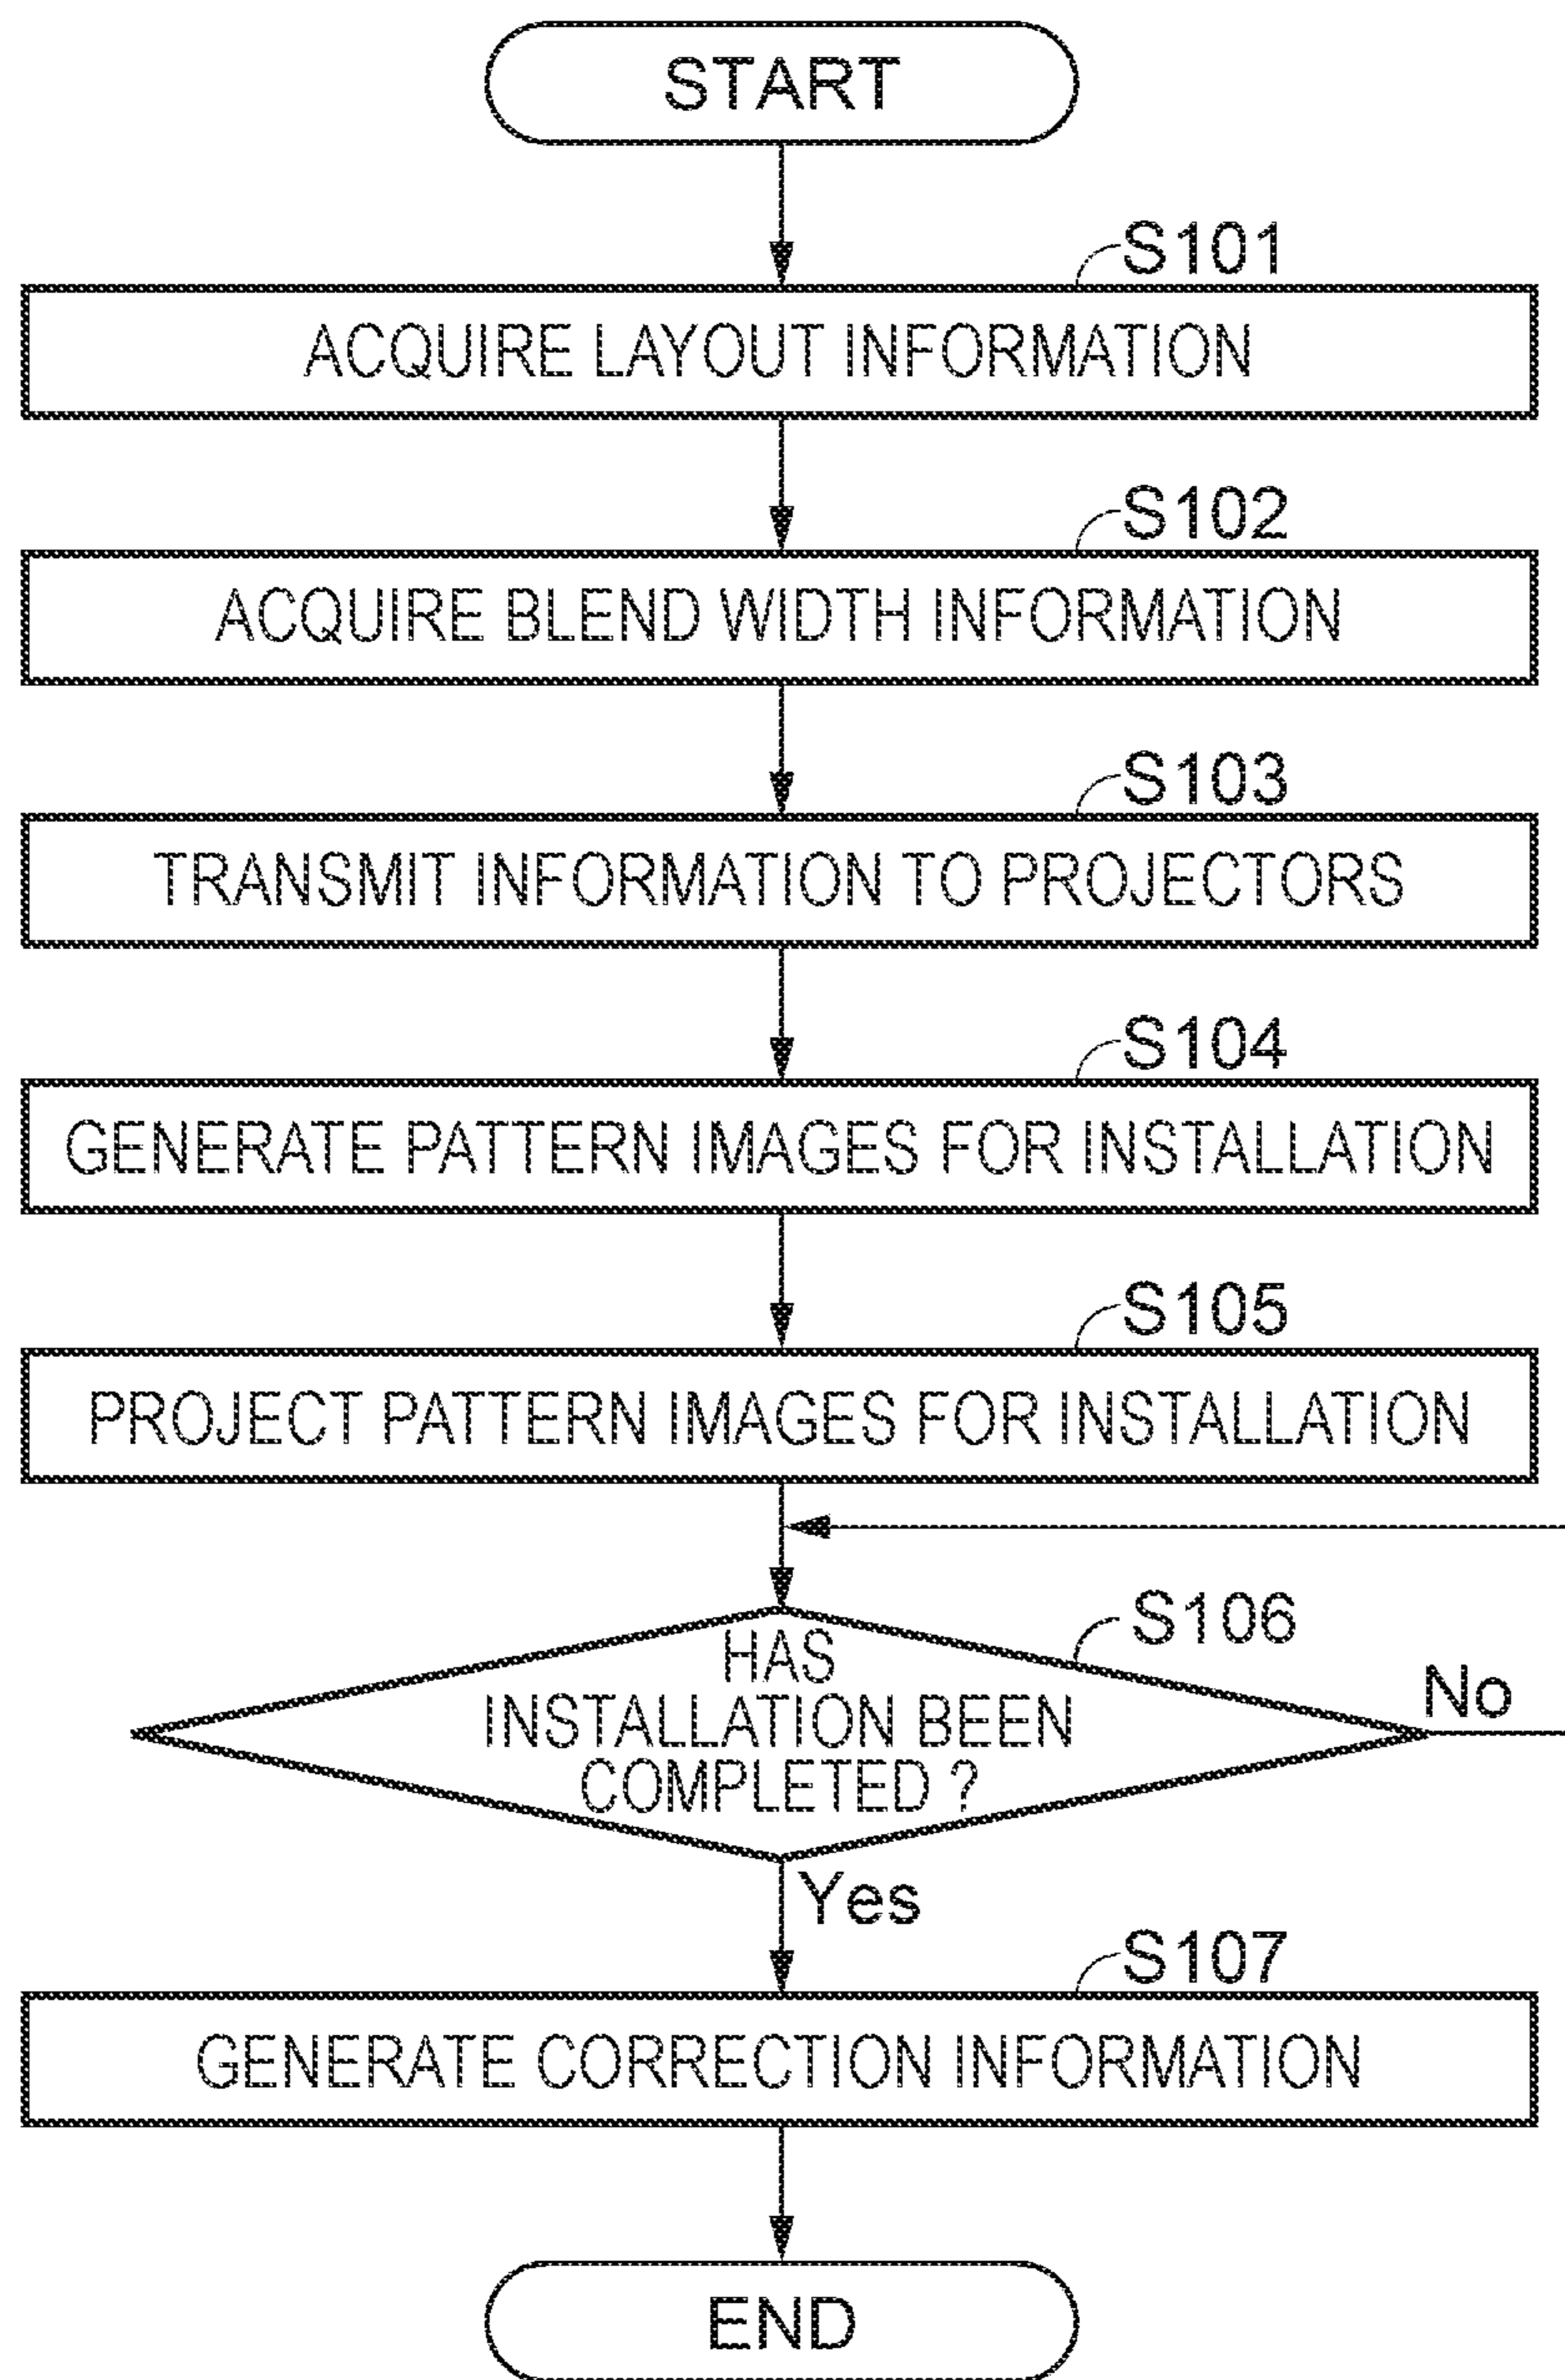 START
S101
ACQUIRE LAYOUT INFORMATION
S102
ACQUIRE BLEND WIDTH INFORMATION
S103
TRANSMIT INFORMATION TO PROJECTORS
S104
GENERATE PATTERN IMAGES FOR INSTALLATION
S105
PROJECT PATTERN IMAGES FOR INSTALLATION
S106
HAS
INSTALLATION BEEN
COMPLETED ?
No
Yes
S107
GENERATE CORRECTION INFORMATION
END